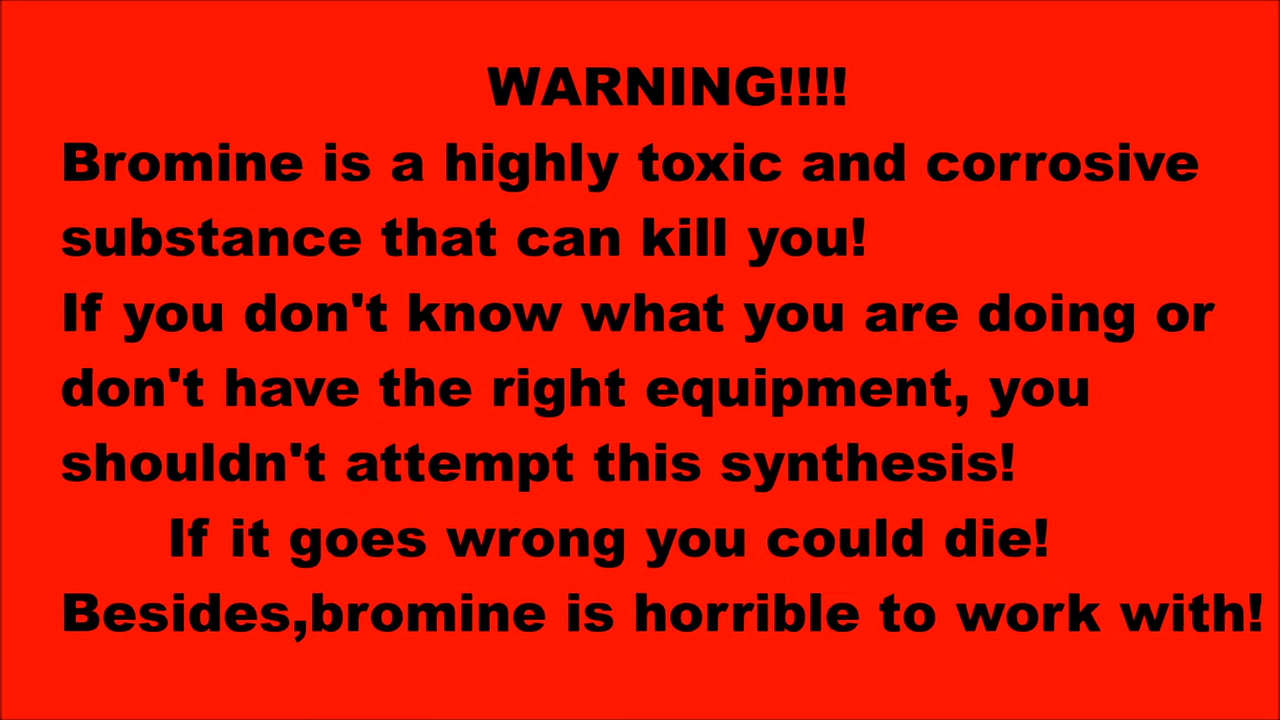 WARNING!!!!
Bromine is a highly toxic and corrosive
substance that can kill you!
If you don't know what you are doing or
don't have the right equipment, you
shouldn't attempt this synthesis!
If it goes wrong you could die!
Besides,bromine is horrible to work with!